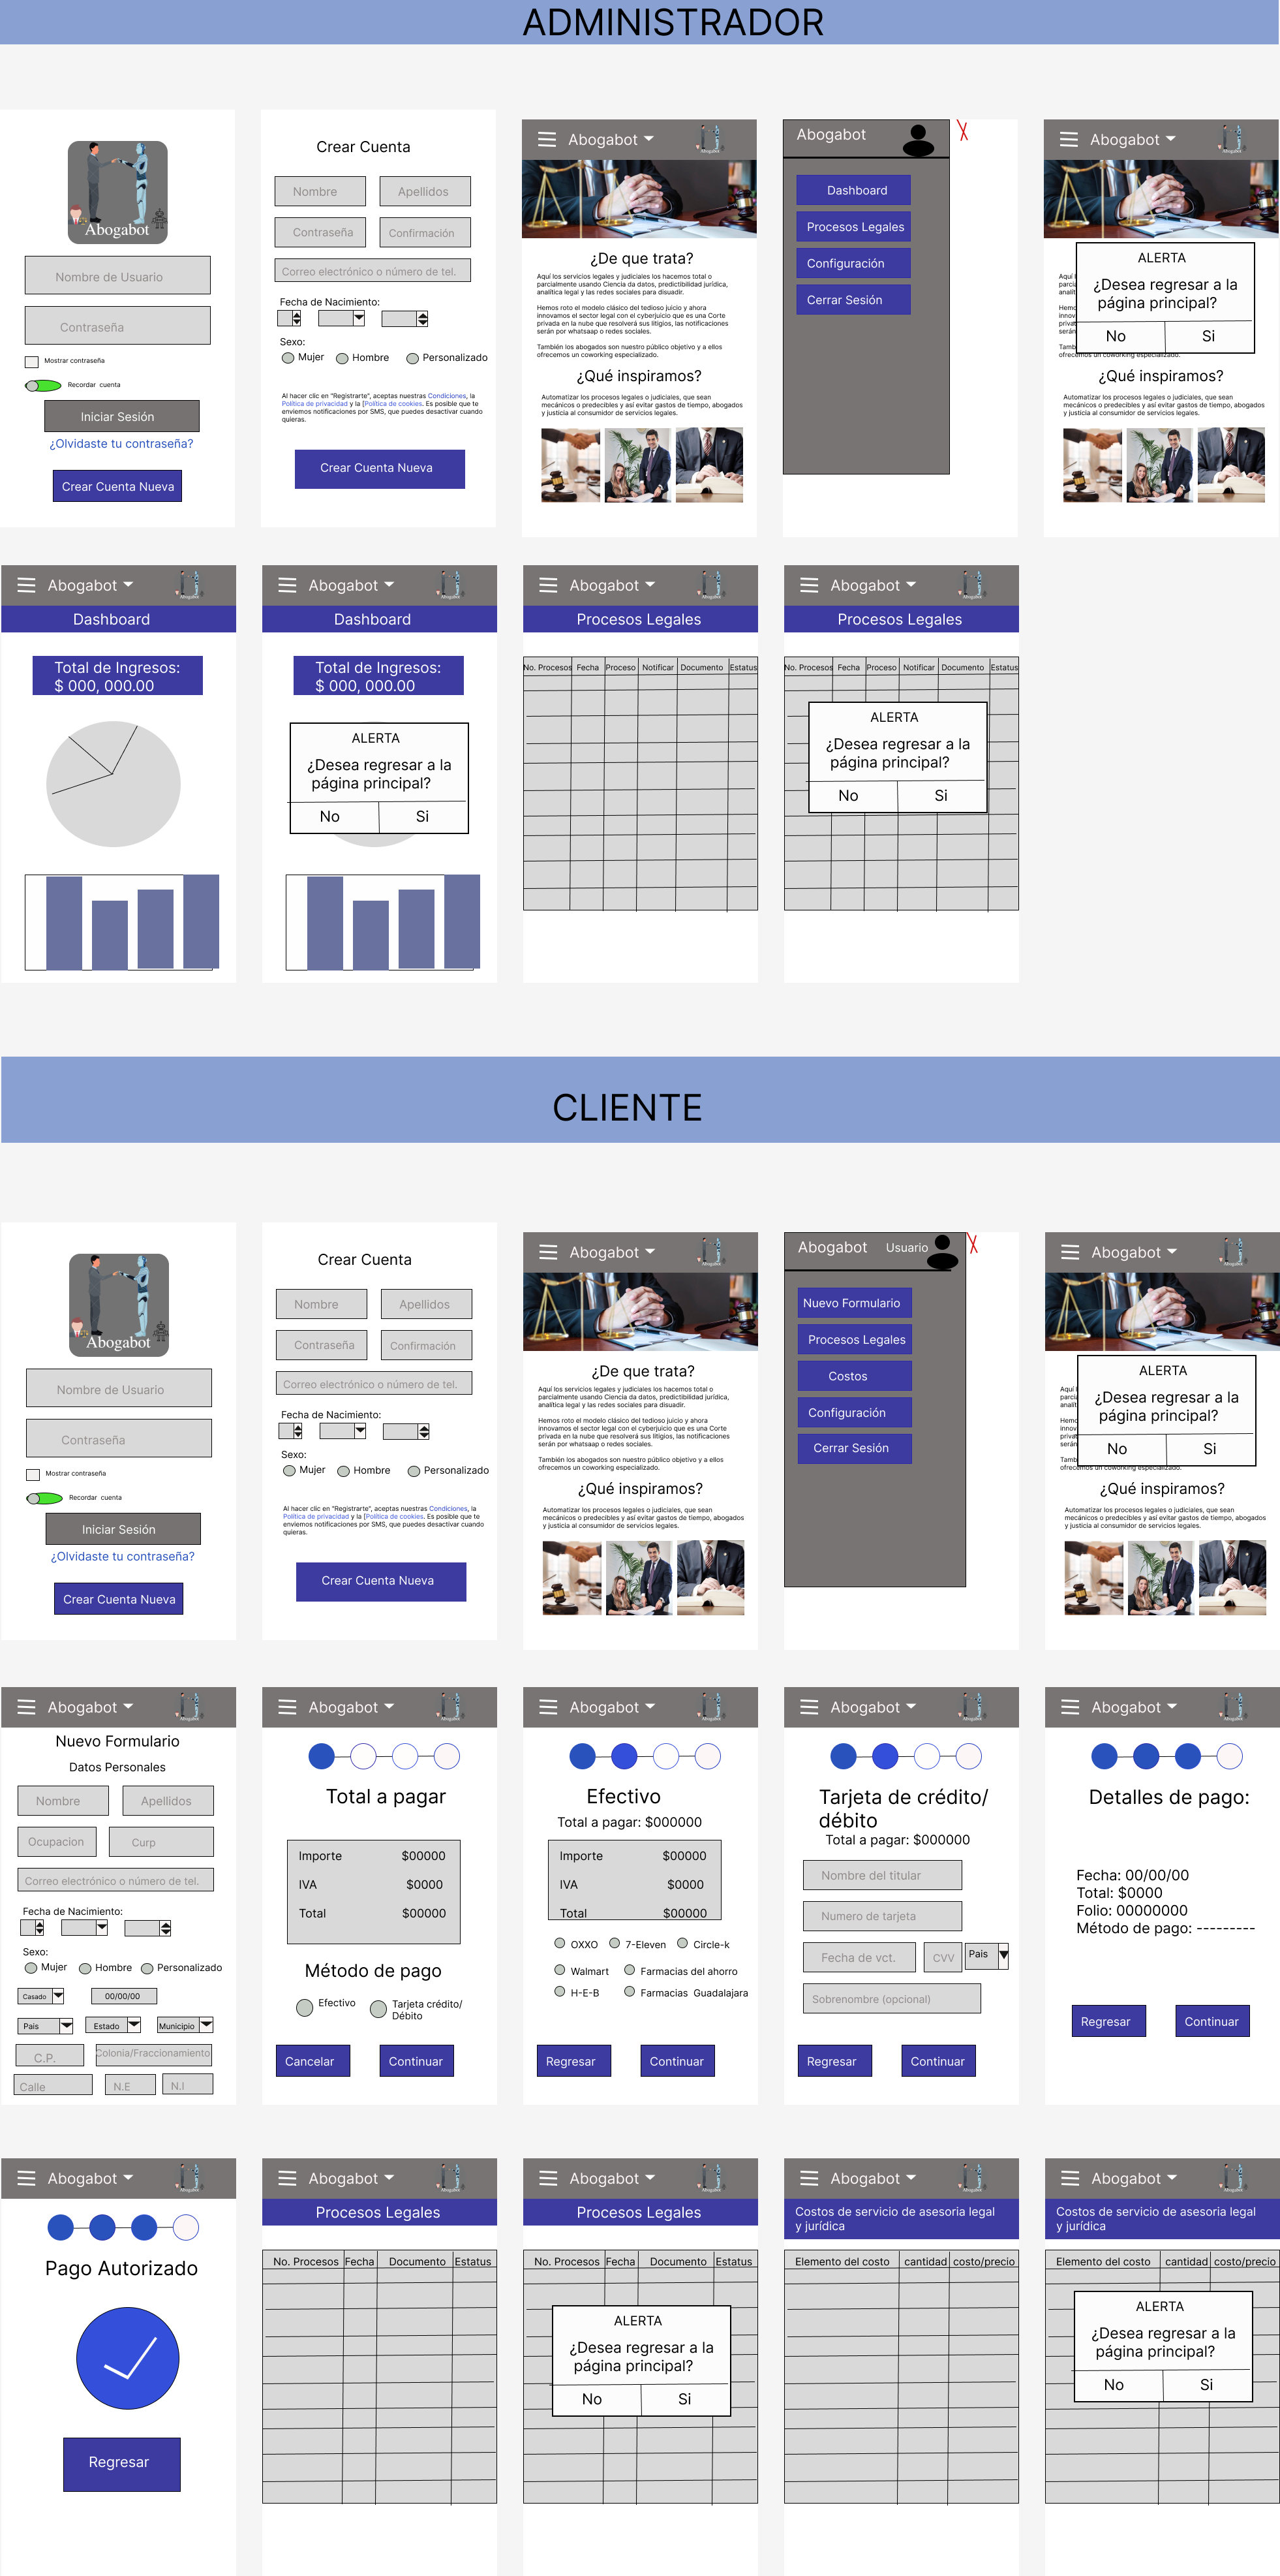 ADMINISTRADOR
Abogabot
Nombre de Usuario
Contraseña
Mostrar contraseña
Recordar cuenta
Iniciar Sesión
¿Olvidaste tu contraseña?
Crear Cuenta Nueva
Crear Cuenta
Nombre Apellidos
Contraseña Confirmación
Correo electrónico o número de tel.
Fecha de Nacimiento:
Sexo:
Mujer Hombre Personalizado
Al hacer clic en "Registrarte", aceptas nuestras Condiciones, la
Política de privacidad y la [Política de cookies. Es posible que te
enviemos notificaciones por SMS, que puedes desactivar cuando
quieras.
Crear Cuenta Nueva
Abogabot
Abogabot
¿De que trata?
Aquí los servicios legales y judiciales los hacemos total o
parcialmente usando Ciencia da datos, predictibilidad jurídica,
analítica legal y las redes sociales para disuadir.
Hemos roto el modelo clásico del tedioso juicio y ahora
innovamos el sector legal con el cyberjuicio que es una Corte
privada en la nube que resolverá sus litigios, las notificaciones
serán por whatsaap o redes sociales.
También los abogados son nuestro público objetivo y a ellos
ofrecemos un coworking especializado.
¿Qué inspiramos?
Automatizar los procesos legales o judiciales, que sean
mecánicos o predecibles y así evitar gastos de tiempo, abogados
y justicia al consumidor de servicios legales.
Abogabot
Dashboard
Procesos Legales
Configuración
Cerrar Sesión
Abogabot
Abogabot
ALERTA
¿Desea regresar a la
página principal?
No Si
ofrecemos un coworking especializado.
¿Qué inspiramos?
Automatizar los procesos legales o judiciales, que sean
mecánicos o predecibles y así evitar gastos de tiempo, abogados
y justicia al consumidor de servicios legales.
Abogabot
Abogabot
Dashboard
Total de Ingresos:
$ 000, 000.00
Abogabot
Abogabot
Dashboard
Total de Ingresos:
$ 000, 000.00
ALERTA
¿Desea regresar a la
página principal?
No Si
Abogabot
Abogabot
Procesos Legales
No. Procesos Fecha Proceso Notificar Documento Estatus
Abogabot
Abogabot
Procesos Legales
No. Procesos Fecha Proceso Notificar Documento Estatus
ALERTA
¿Desea regresar a la
página principal?
No Si
CLIENTE
Abogabot
Nombre de Usuario
Contraseña
Mostrar contraseña
Recordar cuenta
Iniciar Sesión
¿Olvidaste tu contraseña?
Crear Cuenta Nueva
Crear Cuenta
Nombre Apellidos
Contraseña Confirmación
Correo electrónico o número de tel.
Fecha de Nacimiento:
Sexo:
Mujer Hombre Personalizado
Al hacer clic en "Registrarte", aceptas nuestras Condiciones, la
Política de privacidad y la [Política de cookies. Es posible que te
enviemos notificaciones por SMS, que puedes desactivar cuando
quieras.
Crear Cuenta Nueva
Abogabot
Abogabot
¿De que trata?
Aquí los servicios legales y judiciales los hacemos total o
parcialmente usando Ciencia da datos, predictibilidad jurídica,
analítica legal y las redes sociales para disuadir.
Hemos roto el modelo clásico del tedioso juicio y ahora
innovamos el sector legal con el cyberjuicio que es una Corte
privada en la nube que resolverá sus litigios, las notificaciones
serán por whatsaap o redes sociales.
También los abogados son nuestro público objetivo y a ellos
ofrecemos un coworking especializado.
¿Qué inspiramos?
Automatizar los procesos legales o judiciales, que sean
mecánicos o predecibles y así evitar gastos de tiempo, abogados
y justicia al consumidor de servicios legales.
Abogabot Usuario
Nuevo Formulario
Procesos Legales
Costos
Configuración
Cerrar Sesión
Abogabot
Abogabot
ALERTA
¿Desea regresar a la
página principal?
No Si
ofrecemos un coworking especializado.
¿Qué inspiramos?
Automatizar los procesos legales o judiciales, que sean
mecánicos o predecibles y así evitar gastos de tiempo, abogados
y justicia al consumidor de servicios legales.
Abogabot
Abogabot
Nuevo Formulario
Datos Personales
Nombre Apellidos
Ocupacion Curp
Correo electrónico o número de tel.
Fecha de Nacimiento:
Sexo:
Mujer Hombre Personalizado
Casado 00/00/00
Pais Estado Municipio
C.P. Colonia/Fraccionamiento
Calle N.E N.I
Abogabot
Abogabot
Total a pagar
Importe $00000
IVA $0000
Total $00000
Método de pago
Efectivo Tarjeta crédito/
Débito
Cancelar Continuar
Abogabot
Abogabot
Efectivo
Total a pagar: $000000
Importe $00000
IVA $0000
Total $00000
OXXO 7-Eleven Circle-k
Walmart Farmacias del ahorro
H-E-B Farmacias Guadalajara
Regresar Continuar
Abogabot
Abogabot
Tarjeta de crédito/
débito
Total a pagar: $000000
Nombre del titular
Numero de tarjeta
Fecha de vct. CVV Pais
Sobrenombre (opcional)
Regresar Continuar
Abogabot
Abogabot
Detalles de pago:
Fecha: 00/00/00
Total: $0000
Folio: 00000000
Método de pago: ---------
Regresar Continuar
Abogabot
Abogabot
Pago Autorizado
Regresar
Abogabot
Abogabot
Procesos Legales
No. Procesos Fecha Documento Estatus
Abogabot
Abogabot
Procesos Legales
No. Procesos Fecha Documento Estatus
ALERTA
¿Desea regresar a la
página principal?
No Si
Abogabot
Abogabot
Costos de servicio de asesoria legal
y jurídica
Elemento del costo cantidad costo/precio
Abogabot
Abogabot
Costos de servicio de asesoria legal
y jurídica
Elemento del costo cantidad costo/precio
ALERTA
¿Desea regresar a la
página principal?
No Si